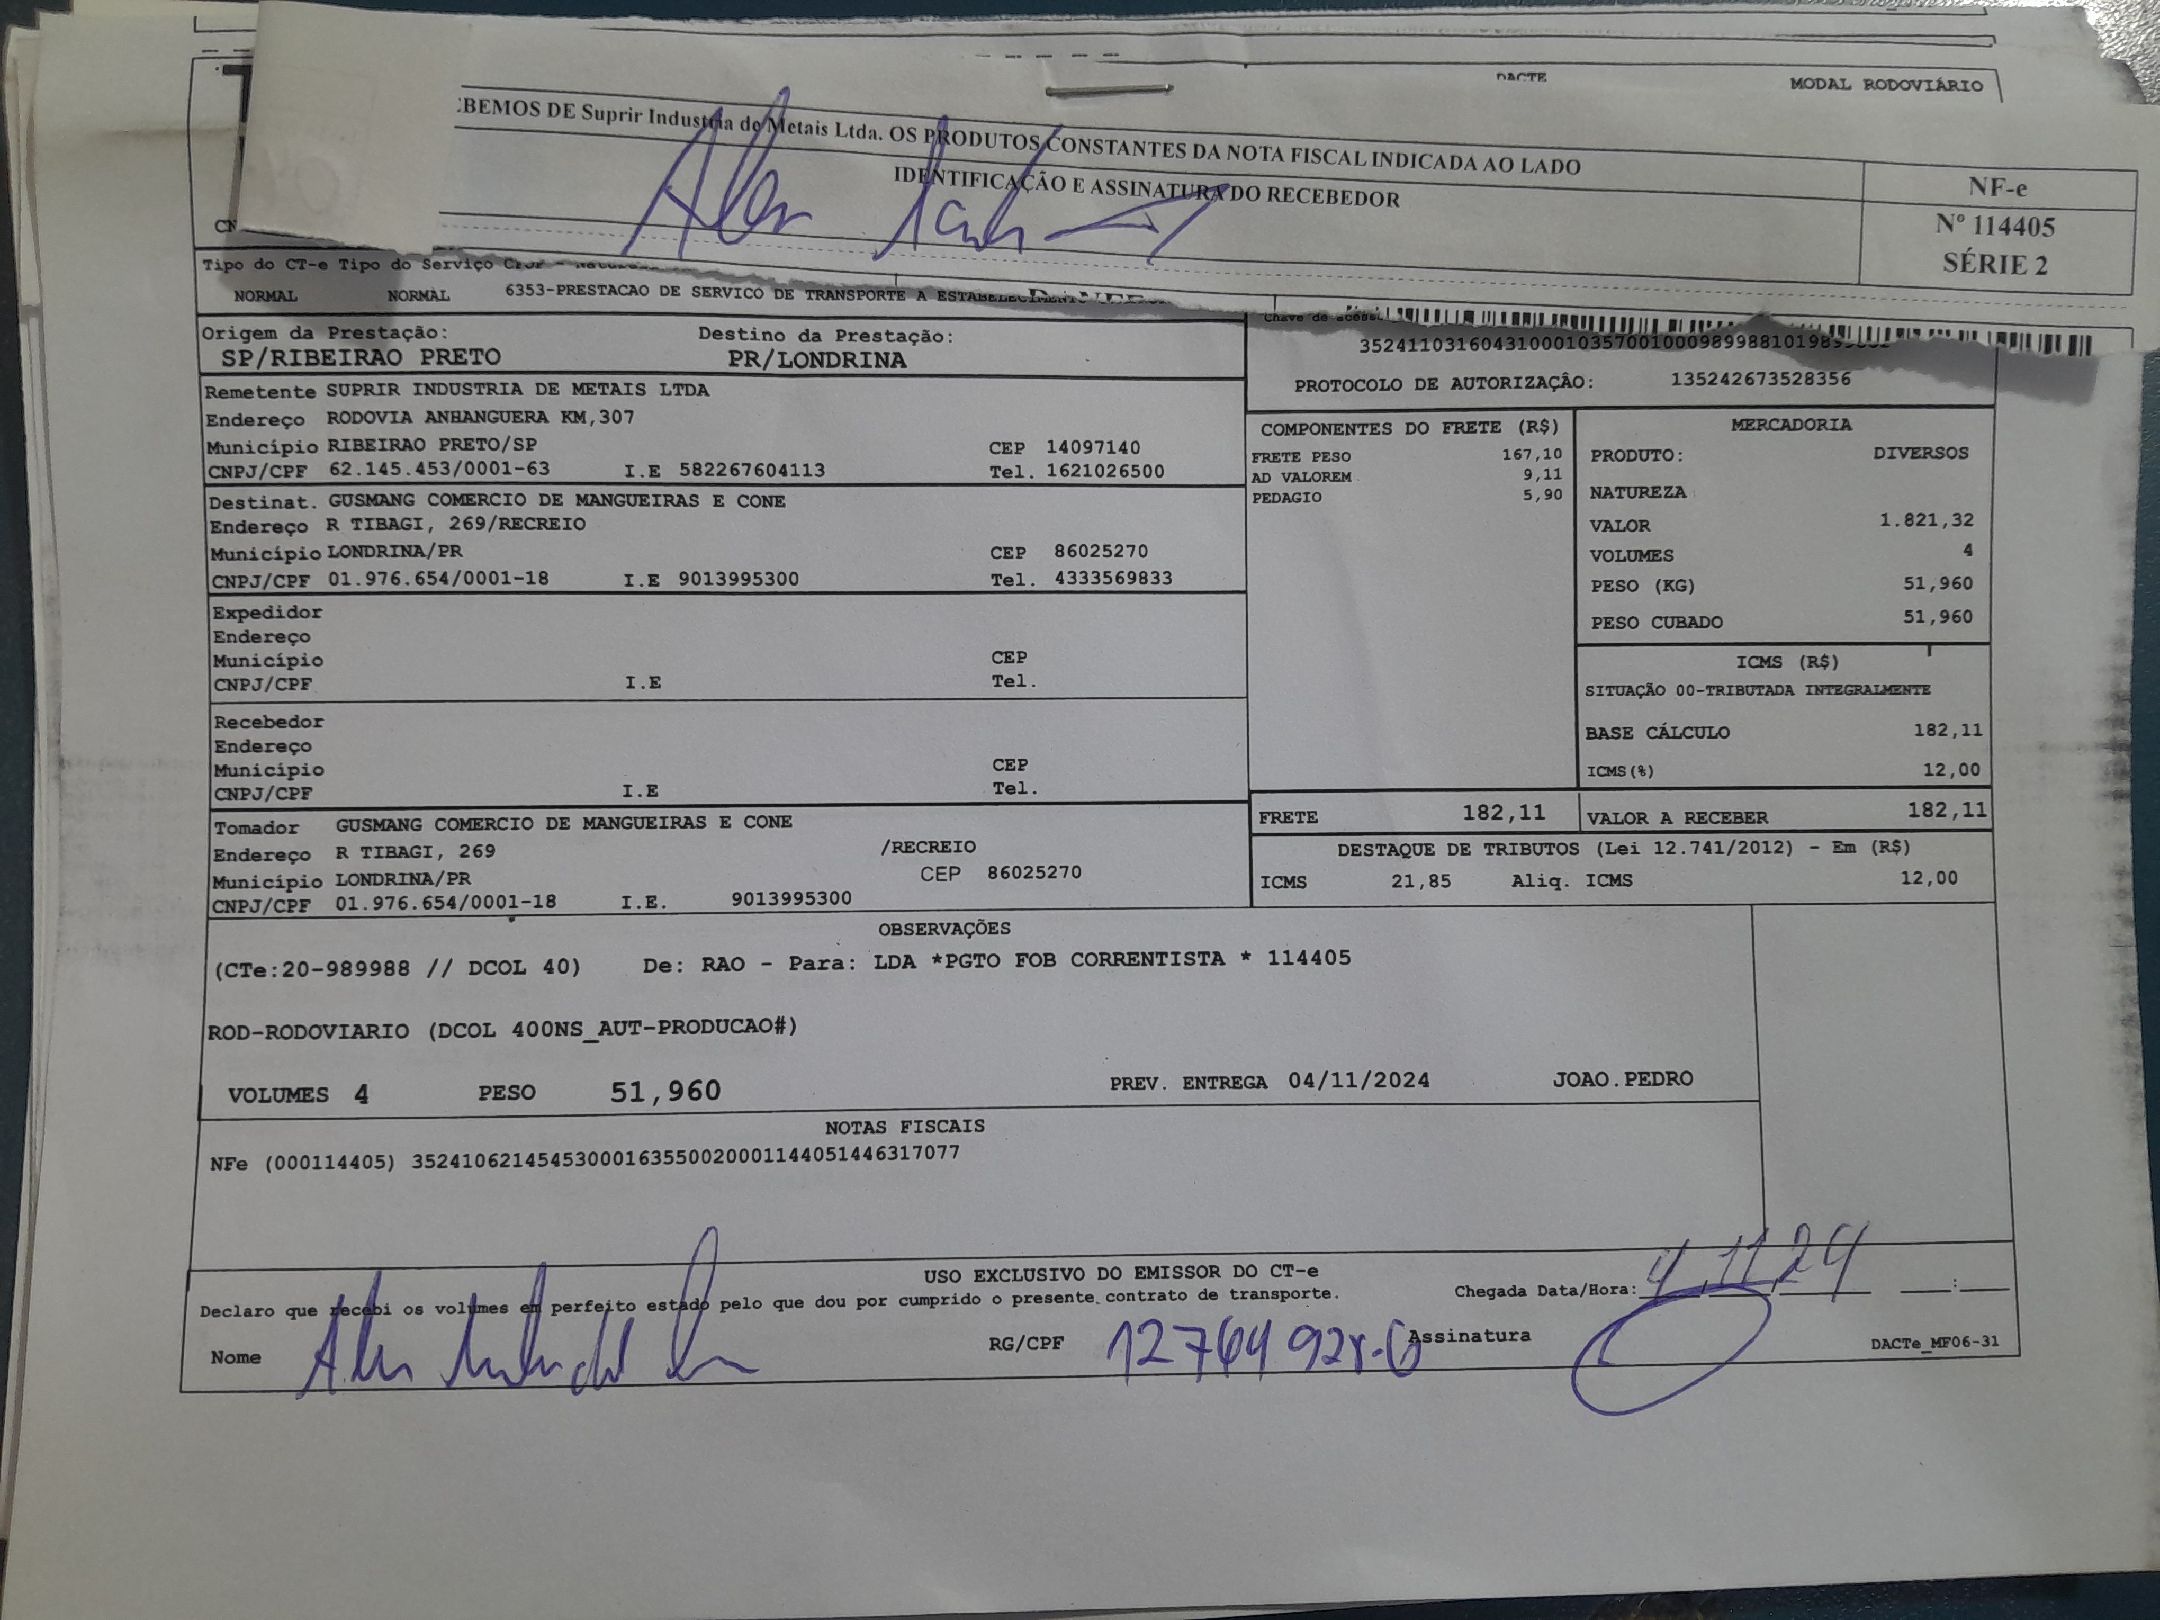 DACTE
MODAL RODOVIÁRIO
:BEMOS DE Suprir Industria de Metais Ltda. OS PRODUTOS CONSTANTES DA NOTA FISCAL INDICADA AO LADO
IDENTIFICAÇÃO E ASSINATURA DO RECEBEDOR
NF-e
Nº 114405
SÉRIE 2
CN
Tipo do CT-e Tipo do Serviço
NORMAL NORMAL 6353-PRESTACAO DE SERVICO DE TRANSPORTE A ESTABELECIMENTO
Origem da Prestação: Destino da Prestação:
SP/RIBEIRAO PRETO PR/LONDRINA
Chave de acess
PROTOCOLO DE AUTORIZAÇÃO: 135242673528356
Remetente SUPRIR INDUSTRIA DE METAIS LTDA
Endereço RODOVIA ANHANGUERA KM,307
Município RIBEIRAO PRETO/SP CEP 14097140
CNPJ/CPF 62.145.453/0001-63 I.E 582267604113 Tel. 1621026500
Destinat. GUSMANG COMERCIO DE MANGUEIRAS E CONE
Endereço R TIBAGI, 269/RECREIO
Município LONDRINA/PR CEP 86025270
CNPJ/CPF 01.976.654/0001-18 I.E 9013995300 Tel. 4333569833
Expedidor
Endereço
Município CEP
CNPJ/CPF I.E Tel.
Recebedor
Endereço
Município CEP
CNPJ/CPF I.E Tel.
Tomador GUSMANG COMERCIO DE MANGUEIRAS E CONE
Endereço R TIBAGI, 269 /RECREIO
Município LONDRINA/PR CEP 86025270
CNPJ/CPF 01.976.654/0001-18 I.E. 9013995300
COMPONENTES DO FRETE (R$)
FRETE PESO 167,10
AD VALOREM 9,11
PEDAGIO 5,90
MERCADORIA
PRODUTO: DIVERSOS
NATUREZA
VALOR 1.821,32
VOLUMES 4
PESO (KG) 51,960
PESO CUBADO 51,960
ICMS (R$)
SITUAÇÃO 00-TRIBUTADA INTEGRALMENTE
BASE CÁLCULO 182,11
ICMS(%) 12,00
FRETE 182,11 VALOR A RECEBER 182,11
DESTAQUE DE TRIBUTOS (Lei 12.741/2012) - Em (R$)
ICMS 21,85 Aliq. ICMS 12,00
OBSERVAÇÕES
(CTe:20-989988 // DCOL 40) De: RAO - Para: LDA *PGTO FOB CORRENTISTA * 114405
ROD-RODOVIARIO (DCOL 400NS_AUT-PRODUCAO#)
VOLUMES 4 PESO 51,960 PREV. ENTREGA 04/11/2024 JOAO.PEDRO
NOTAS FISCAIS
NFe (000114405) 35241062145453000163550020001144051446317077
USO EXCLUSIVO DO EMISSOR DO CT-e
Declaro que recebi os volumes em perfeito estado pelo que dou por cumprido o presente contrato de transporte.
Chegada Data/Hora: 4 11 24 :
Nome RG/CPF Assinatura
DACTe_MF06-31